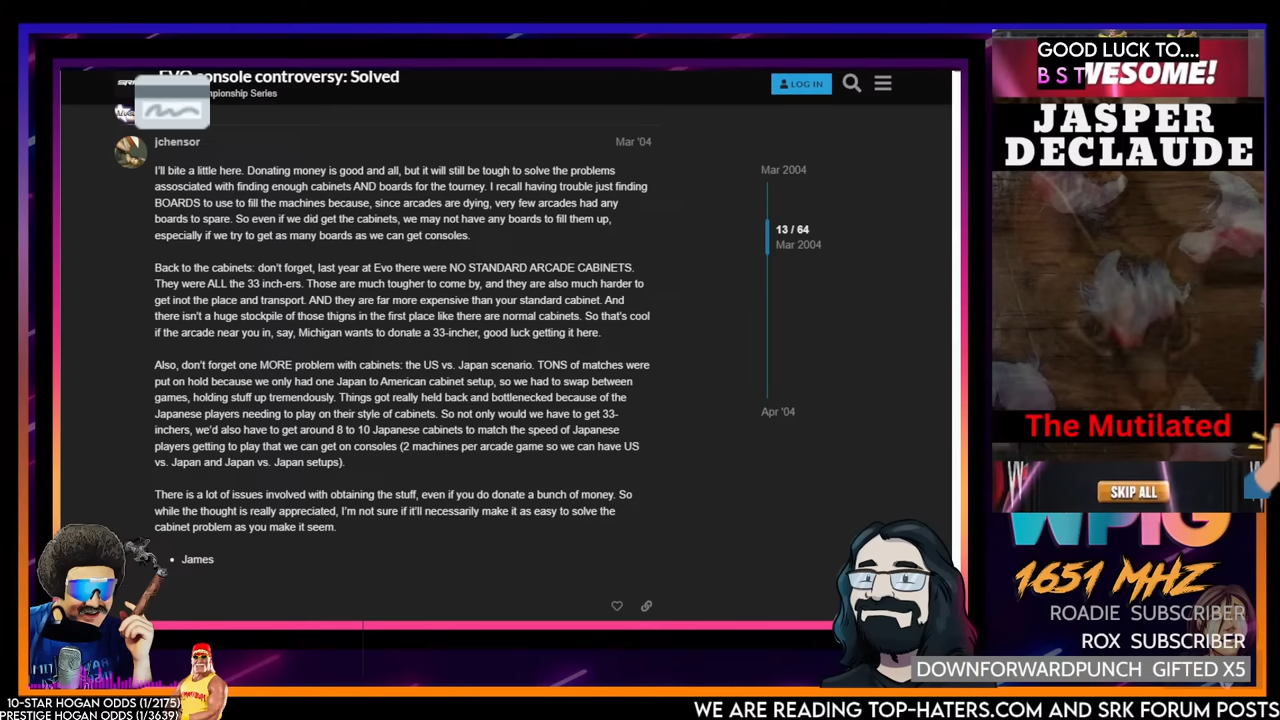 EVO console controversy: Solved
mpionship Series
LOG IN
jchensor
Mar '04
I'll bite a little here. Donating money is good and all, but it will still be tough to solve the problems
assosciated with finding enough cabinets AND boards for the tourney. I recall having trouble just finding
BOARDS to use to fill the machines because, since arcades are dying, very few arcades had any
boards to spare. So even if we did get the cabinets, we may not have any boards to fill them up,
especially if we try to get as many boards as we can get consoles.
Back to the cabinets: don't forget, last year at Evo there were NO STANDARD ARCADE CABINETS.
They were ALL the 33 inch-ers. Those are much tougher to come by, and they are also much harder to
get inot the place and transport. AND they are far more expensive than your standard cabinet. And
there isn't a huge stockpile of those thigns in the first place like there are normal cabinets. So that's cool
if the arcade near you in, say, Michigan wants to donate a 33-incher, good luck getting it here.
Also, don't forget one MORE problem with cabinets: the US vs. Japan scenario. TONS of matches were
put on hold because we only had one Japan to American cabinet setup, so we had to swap between
games, holding stuff up tremendously. Things got really held back and bottlenecked because of the
Japanese players needing to play on their style of cabinets. So not only would we have to get 33-
inchers, we'd also have to get around 8 to 10 Japanese cabinets to match the speed of Japanese
players getting to play that we can get on consoles (2 machines per arcade game so we can have US
vs. Japan and Japan vs. Japan setups).
There is a lot of issues involved with obtaining the stuff, even if you do donate a bunch of money. So
while the thought is really appreciated, I'm not sure if it'll necessarily make it as easy to solve the
cabinet problem as you make it seem.
• James
Mar 2004
13 / 64
Mar 2004
Apr '04
GOOD LUCK TO....
B S T
WESOME!
JASPER
DECLAUDE
The Mutilated
SKIP ALL
WPIG
1651 MHZ
ROADIE SUBSCRIBER
ROX SUBSCRIBER
DOWNFORWARDPUNCH GIFTED X5
10-STAR HOGAN ODDS (1/2175)
PRESTIGE HOGAN ODDS (1/3639)
WE ARE READING TOP-HATERS.COM AND SRK FORUM POSTS